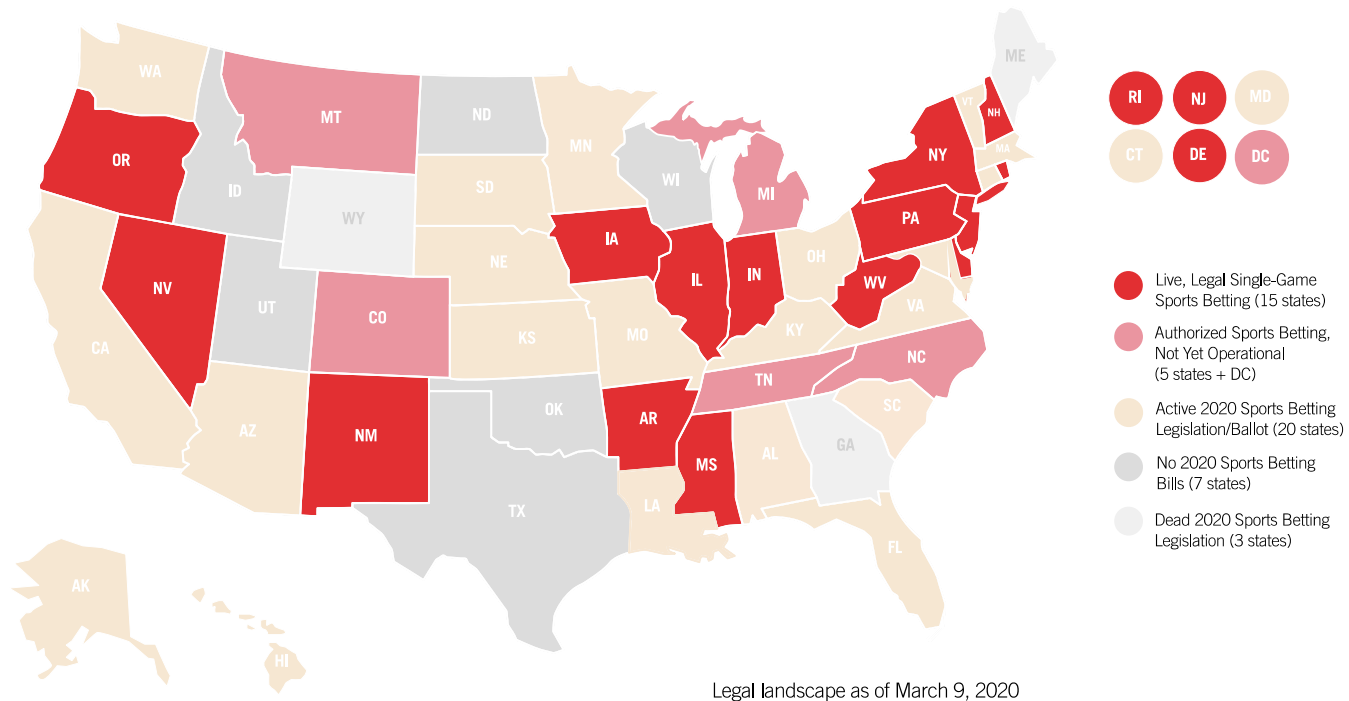 WA
MT
ND
MN
OR
ID
SD
WI
MI
WY
NE
IA
NV
UT
CO
KS
MO
IL
IN
OH
KY
WV
VA
PA
NY
VT
NH
ME
MA
CA
AZ
NM
OK
TX
AR
LA
MS
AL
TN
NC
SC
GA
FL
AK
HI
RI NJ MD
CT DE DC
Live, Legal Single-Game
Sports Betting (15 states)
Authorized Sports Betting,
Not Yet Operational
(5 states + DC)
Active 2020 Sports Betting
Legislation/Ballot (20 states)
No 2020 Sports Betting
Bills (7 states)
Dead 2020 Sports Betting
Legislation (3 states)
Legal landscape as of March 9, 2020